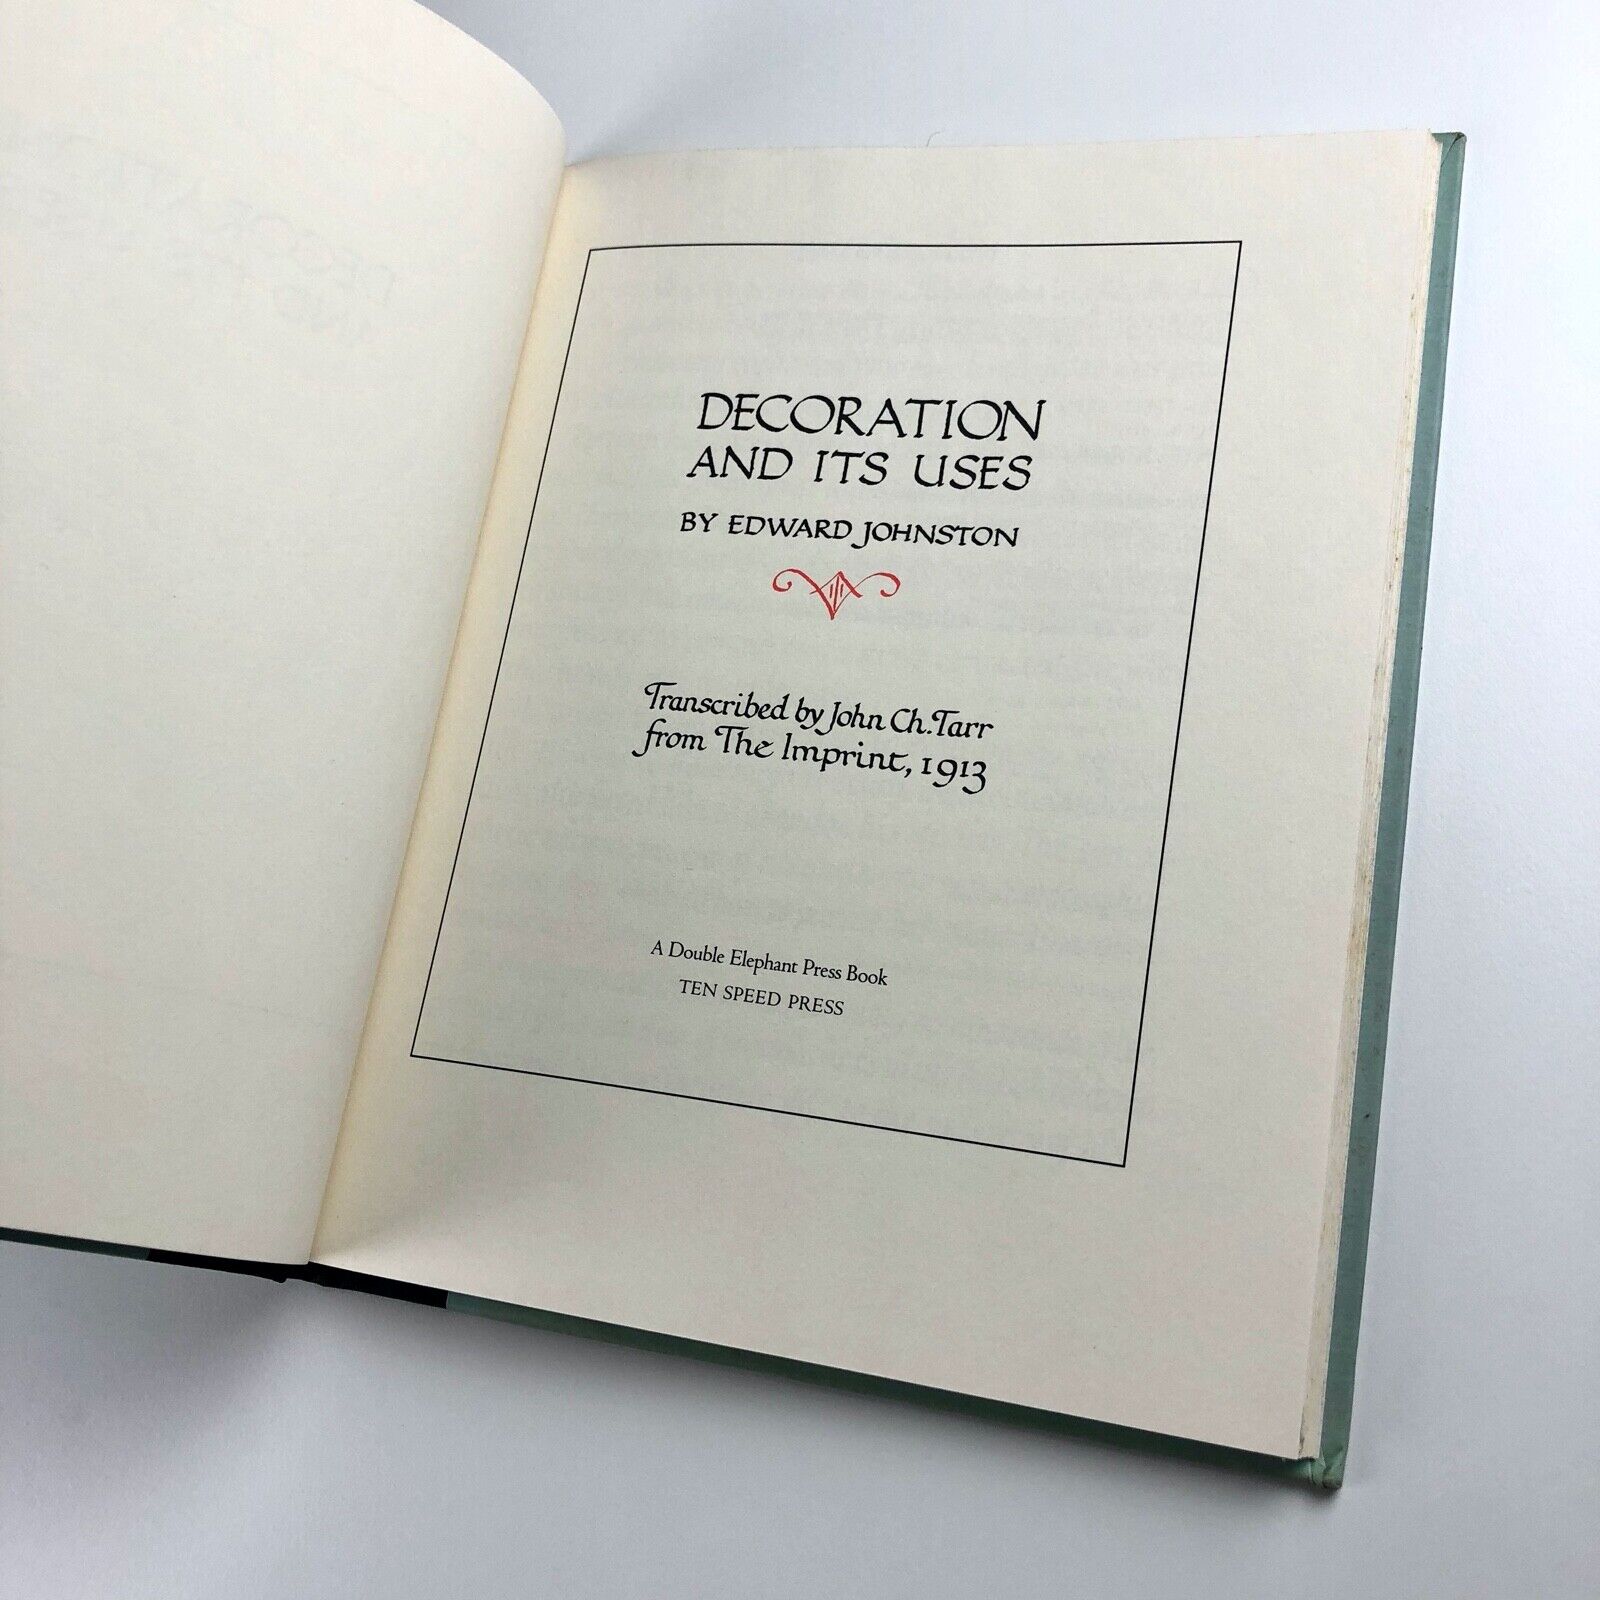 DECORATION
AND ITS USES
BY EDWARD JOHNSTON
Transcribed by John Ch. Tarr
from The Imprint, 1913
A Double Elephant Press Book
TEN SPEED PRESS